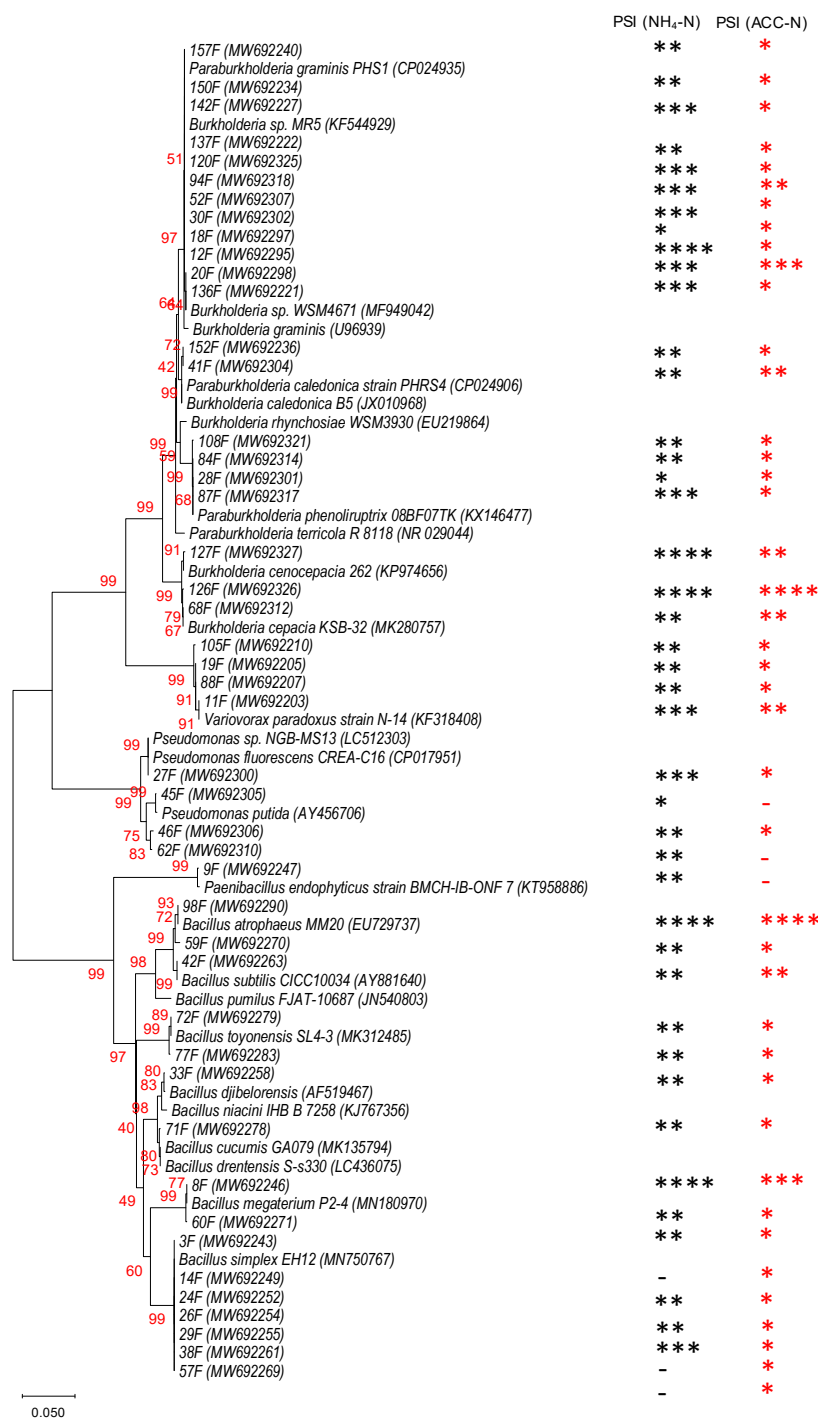 PSI (NH₄-N) PSI (ACC-N)
157F (MW692240) ** *
Paraburkholderia graminis PHS1 (CP024935)
150F (MW692234) ** *
142F (MW692227) *** *
Burkholderia sp. MR5 (KF544929)
137F (MW692222) ** *
51 120F (MW692325) *** *
94F (MW692318) *** **
52F (MW692307) *
30F (MW692302) ***
97 18F (MW692297) * *
12F (MW692295) **** *
20F (MW692298) *** ***
136F (MW692221) *** *
64 64 Burkholderia sp. WSM4671 (MF949042)
Burkholderia graminis (U96939)
72 152F (MW692236) ** *
42 41F (MW692304) ** **
99 Paraburkholderia caledonica strain PHRS4 (CP024906)
Burkholderia caledonica B5 (JX010968)
Burkholderia rhynchosiae WSM3930 (EU219864)
99 108F (MW692321) ** *
59 84F (MW692314) ** *
99 28F (MW692301) * *
68 87F (MW692317 *** *
99 Paraburkholderia phenoliruptrix 08BF07TK (KX146477)
Paraburkholderia terricola R 8118 (NR 029044)
91 127F (MW692327) **** **
99 Burkholderia cenocepacia 262 (KP974656)
99 126F (MW692326) **** ****
79 68F (MW692312) ** **
67 Burkholderia cepacia KSB-32 (MK280757)
105F (MW692210) ** *
19F (MW692205) ** *
99 88F (MW692207) ** *
91 11F (MW692203) *** **
91 Variovorax paradoxus strain N-14 (KF318408)
99 Pseudomonas sp. NGB-MS13 (LC512303)
Pseudomonas fluorescens CREA-C16 (CP017951)
27F (MW692300) *** *
99 45F (MW692305) * -
99 Pseudomonas putida (AY456706)
75 46F (MW692306) ** *
83 62F (MW692310) ** -
99 9F (MW692247) ** -
Paenibacillus endophyticus strain BMCH-IB-ONF 7 (KT958886)
93 98F (MW692290) **** ****
72 Bacillus atrophaeus MM20 (EU729737)
99 59F (MW692270) ** *
98 42F (MW692263) ** **
99 99 Bacillus subtilis CICC10034 (AY881640)
Bacillus pumilus FJAT-10687 (JN540803)
89 72F (MW692279) ** *
99 Bacillus toyonensis SL4-3 (MK312485)
97 77F (MW692283) ** *
80 33F (MW692258) ** *
83 Bacillus djibelorensis (AF519467)
98 Bacillus niacini IHB B 7258 (KJ767356)
40 71F (MW692278) ** *
80 Bacillus cucumis GA079 (MK135794)
73 Bacillus drentensis S-s330 (LC436075)
77 8F (MW692246) **** ***
49 99 Bacillus megaterium P2-4 (MN180970)
60F (MW692271) ** *
3F (MW692243) ** *
Bacillus simplex EH12 (MN750767)
60 14F (MW692249) - *
24F (MW692252) ** *
26F (MW692254)
99 29F (MW692255) ** *
38F (MW692261) *** *
57F (MW692269) - *
- *
0.050